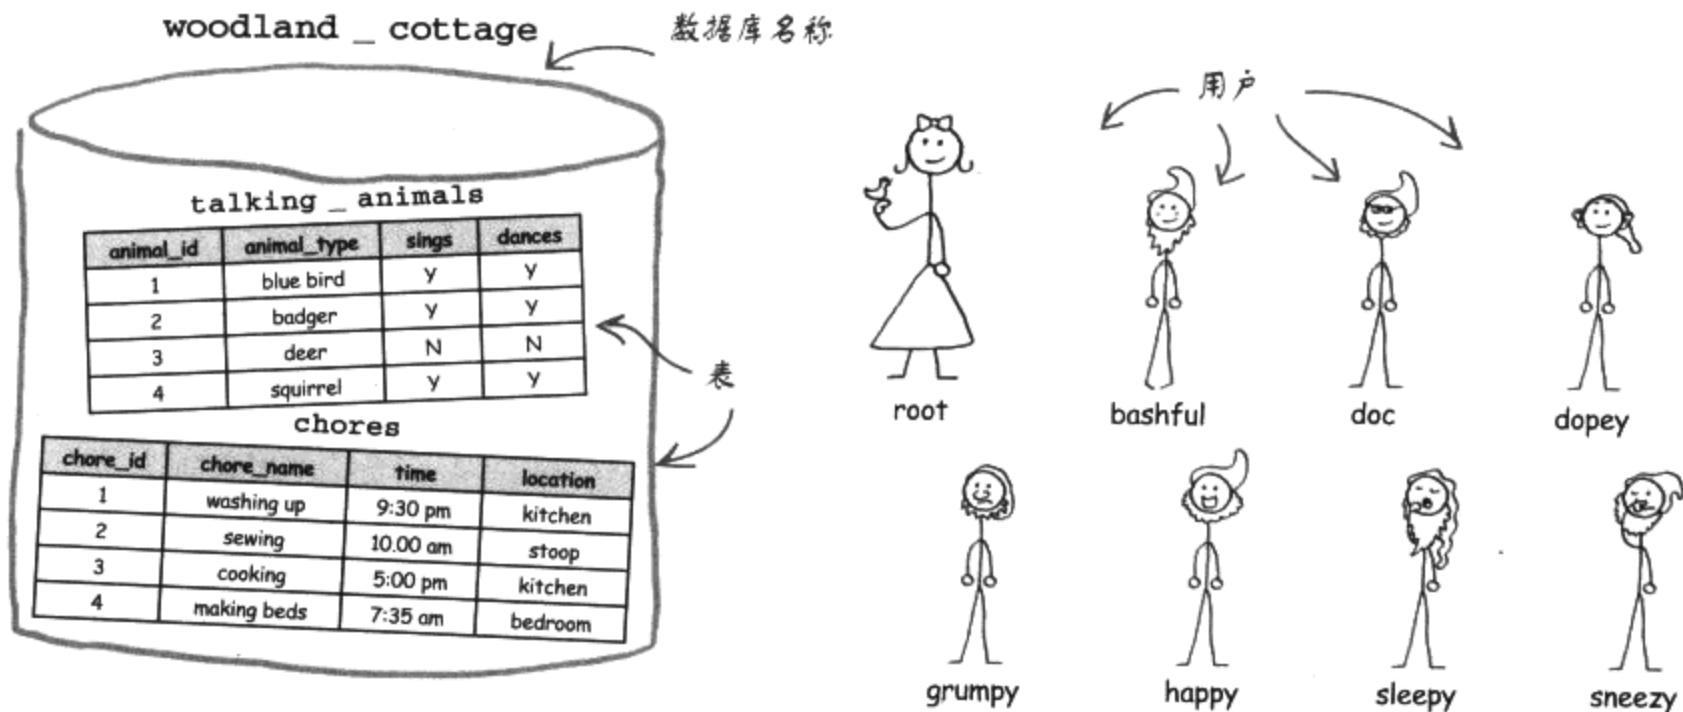 woodland _ cottage
数据库名称
用户
talking _ animals
animal_id animal_type sings dances
1 blue bird Y Y
2 badger Y Y
3 deer N N
4 squirrel Y Y
表
chores
chore_id chore_name time location
1 washing up 9:30 pm kitchen
2 sewing 10.00 am stoop
3 cooking 5:00 pm kitchen
4 making beds 7:35 am bedroom
root bashful doc dopey
grumpy happy sleepy sneezy